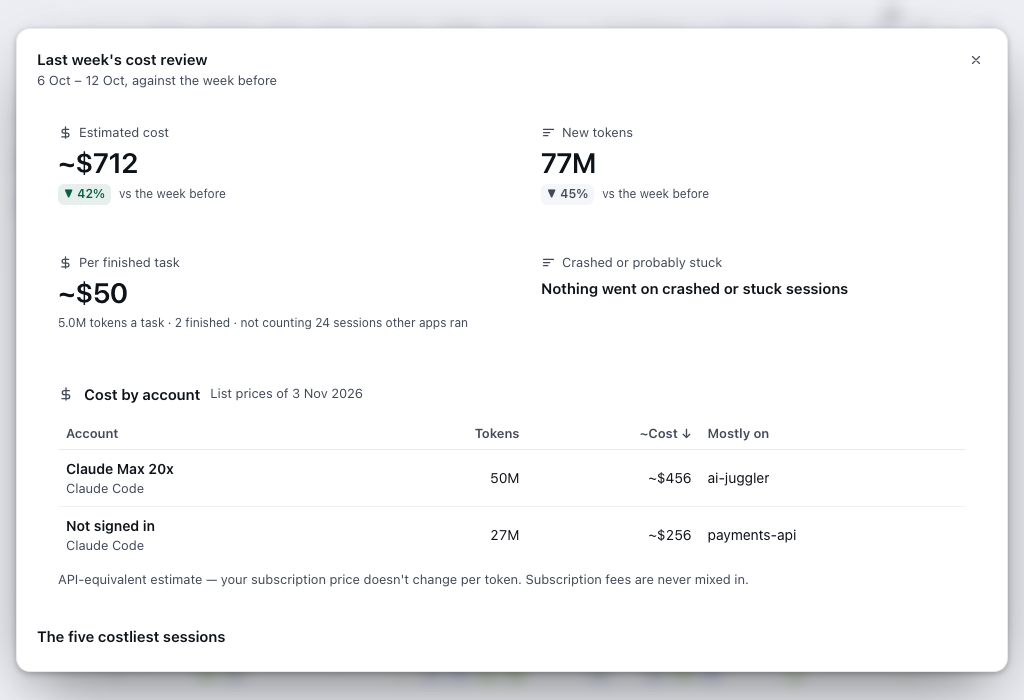 Last week's cost review
6 Oct – 12 Oct, against the week before
Estimated cost
~$712
▼ 42% vs the week before
New tokens
77M
▼ 45% vs the week before
Per finished task
~$50
5.0M tokens a task · 2 finished · not counting 24 sessions other apps ran
Crashed or probably stuck
Nothing went on crashed or stuck sessions
Cost by account List prices of 3 Nov 2026
Account Tokens ~Cost ↓ Mostly on
Claude Max 20x
Claude Code
50M ~$456 ai-juggler
Not signed in
Claude Code
27M ~$256 payments-api
API-equivalent estimate — your subscription price doesn't change per token. Subscription fees are never mixed in.
The five costliest sessions